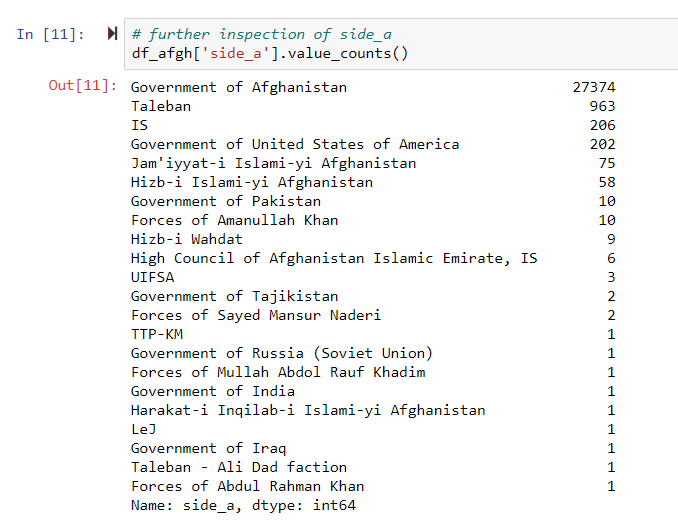 In [11]: # further inspection of side_a
df_afgh['side_a'].value_counts()
Out[11]: Government of Afghanistan 27374
Taleban 963
IS 206
Government of United States of America 202
Jam'iyyat-i Islami-yi Afghanistan 75
Hizb-i Islami-yi Afghanistan 58
Government of Pakistan 10
Forces of Amanullah Khan 10
Hizb-i Wahdat 9
High Council of Afghanistan Islamic Emirate, IS 6
UIFSA 3
Government of Tajikistan 2
Forces of Sayed Mansur Naderi 2
TTP-KM 1
Government of Russia (Soviet Union) 1
Forces of Mullah Abdol Rauf Khadim 1
Government of India 1
Harakat-i Inqilab-i Islami-yi Afghanistan 1
LeJ 1
Government of Iraq 1
Taleban - Ali Dad faction 1
Forces of Abdul Rahman Khan 1
Name: side_a, dtype: int64